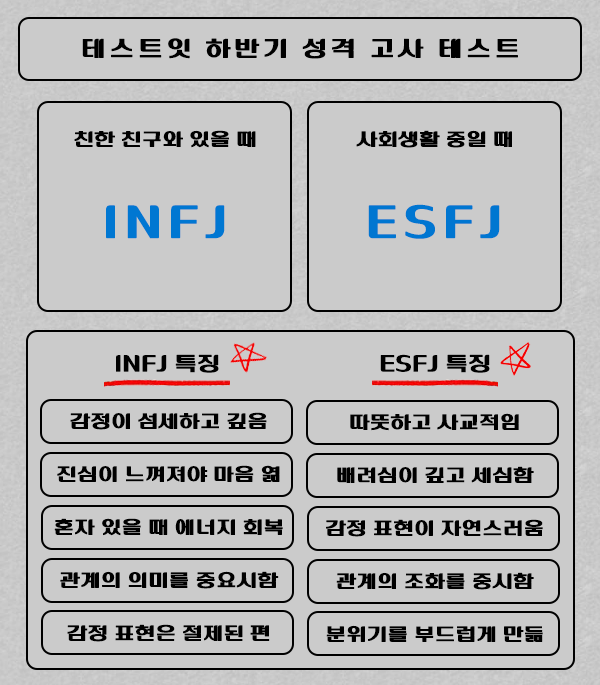 테스트잇 하반기 성격 고사 테스트
친한 친구와 있을 때
INFJ
사회생활 중일 때
ESFJ
INFJ 특징
감정이 섬세하고 깊음
진심이 느껴져야 마음 엶
혼자 있을 때 에너지 회복
관계의 의미를 중요시함
감정 표현은 절제된 편
ESFJ 특징
따뜻하고 사교적임
배려심이 깊고 세심함
감정 표현이 자연스러움
관계의 조화를 중시함
분위기를 부드럽게 만듦